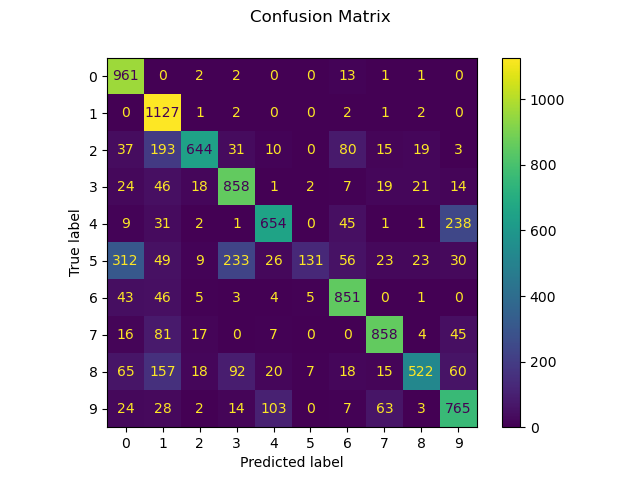 Confusion Matrix
0 961 0 2 2 0 0 13 1 1 0
1 0 1127 1 2 0 0 2 1 2 0
2 37 193 644 31 10 0 80 15 19 3
3 24 46 18 858 1 2 7 19 21 14
4 9 31 2 1 654 0 45 1 1 238
5 312 49 9 233 26 131 56 23 23 30
6 43 46 5 3 4 5 851 0 1 0
7 16 81 17 0 7 0 0 858 4 45
8 65 157 18 92 20 7 18 15 522 60
9 24 28 2 14 103 0 7 63 3 765
0 1 2 3 4 5 6 7 8 9
Predicted label
True label
1000
800
600
400
200
0